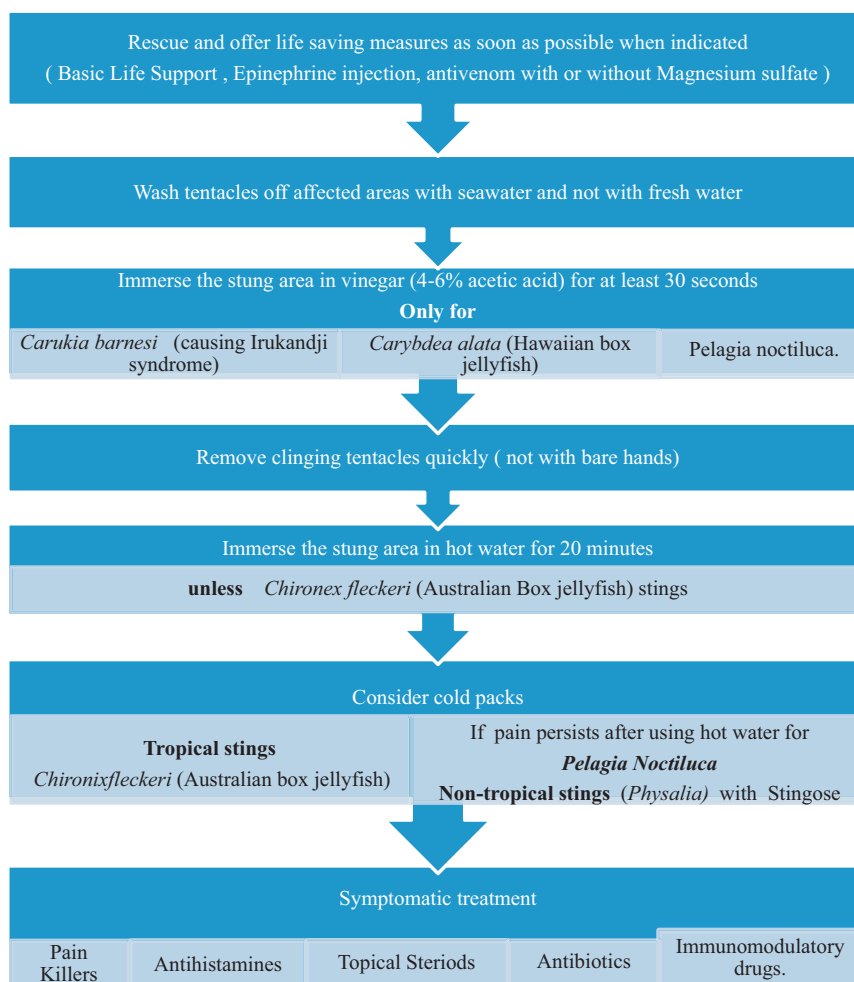 Rescue and offer life saving measures as soon as possible when indicated
( Basic Life Support , Epinephrine injection, antivenom with or without Magnesium sulfate )
Wash tentacles off affected areas with seawater and not with fresh water
Immerse the stung area in vinegar (4-6% acetic acid) for at least 30 seconds
Only for
Carukia barnesi (causing Irukandji
syndrome)
Carybdea alata (Hawaiian box
jellyfish)
Pelagia noctiluca.
Remove clinging tentacles quickly ( not with bare hands)
Immerse the stung area in hot water for 20 minutes
unless Chironex fleckeri (Australian Box jellyfish) stings
Consider cold packs
Tropical stings
Chironixfleckeri (Australian box jellyfish)
If pain persists after using hot water for
Pelagia Noctiluca
Non-tropical stings (Physalia) with Stingose
Symptomatic treatment
Pain
Killers
Antihistamines
Topical Steriods
Antibiotics
Immunomodulatory
drugs.